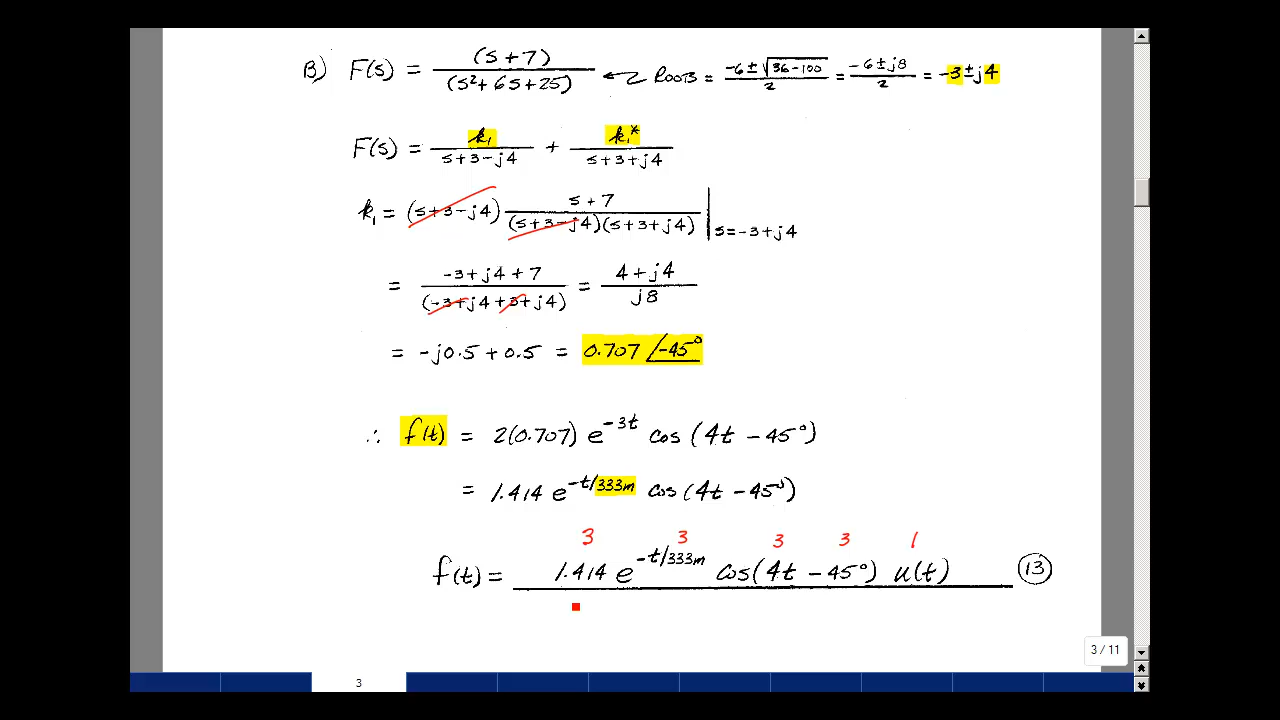 B) F(s) = (s+7) / (s²+6s+25) ← Roots = (-6±√(36-100)) / 2 = (-6±j8) / 2 = -3±j4
F(s) = k₁ / (s+3-j4) + k₁* / (s+3+j4)
k₁ = (s+3-j4) (s+7) / ((s+3-j4)(s+3+j4)) | s=-3+j4
= (-3+j4+7) / (-3+j4+3+j4) = (4+j4) / j8
= -j0.5+0.5 = 0.707 ∠-45°
∴ f(t) = 2(0.707) e^(-3t) cos(4t-45°)
= 1.414 e^(-t/333m) cos(4t-45°)
3 3 3 3 1
f(t) = 1.414 e^(-t/333m) cos(4t-45°) u(t) 13
3 / 11
3